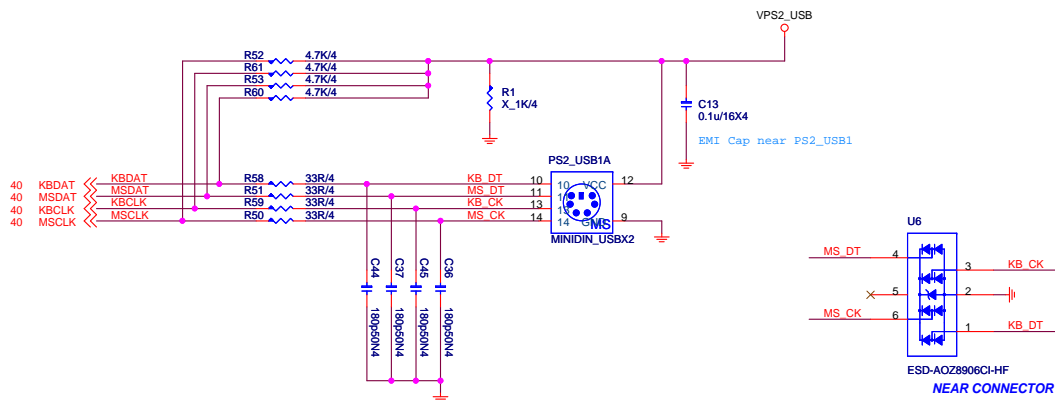 VPS2_USB
R52 4.7K/4
R61 4.7K/4
R53 4.7K/4
R60 4.7K/4
R1
X_1K/4
C13
0.1u/16X4
EMI Cap near PS2_USB1
PS2_USB1A
40 KBDAT KBDAT R58 33R/4 KB_DT 10 10 VCC 12
40 MSDAT MSDAT R51 33R/4 MS_DT 11
40 KBCLK KBCLK R59 33R/4 KB_CK 13
40 MSCLK MSCLK R50 33R/4 MS_CK 14 14 MS 9
MINIDIN_USBX2
C44 C37 C45 C36
180p50N4 180p50N4 180p50N4 180p50N4
U6
MS_DT 4
3 KB_CK
5
2
MS_CK 6
1 KB_DT
ESD-AOZ8906CI-HF
NEAR CONNECTOR